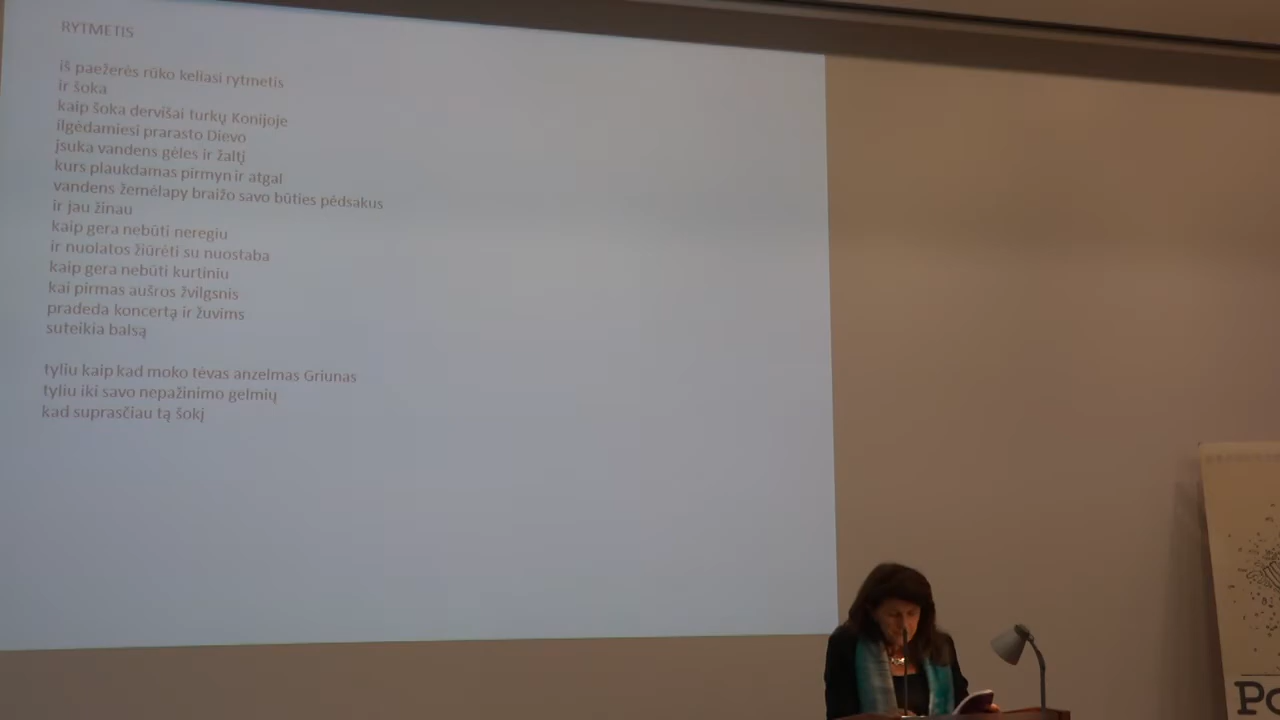 RYTMETIS
iš paežerės rūko keliasi rytmetis
ir šoka
kaip šoka dervišai turkų Konijoje
ilgėdamiesi prarasto Dievo
įsuka vandens gėles ir žaltį
kurs plaukdamas pirmyn ir atgal
vandens žemėlapy braižo savo būties pėdsakus
ir jau žinau
kaip gera nebūti neregiu
ir nuolatos žiūrėti su nuostaba
kaip gera nebūti kurtiniu
kai pirmas aušros žvilgsnis
pradeda koncertą ir žuvims
suteikia balsą
tyliu kaip kad moko tėvas anzelmas Griunas
tyliu iki savo nepažinimo gelmių
kad suprasčiau tą šokį
Po